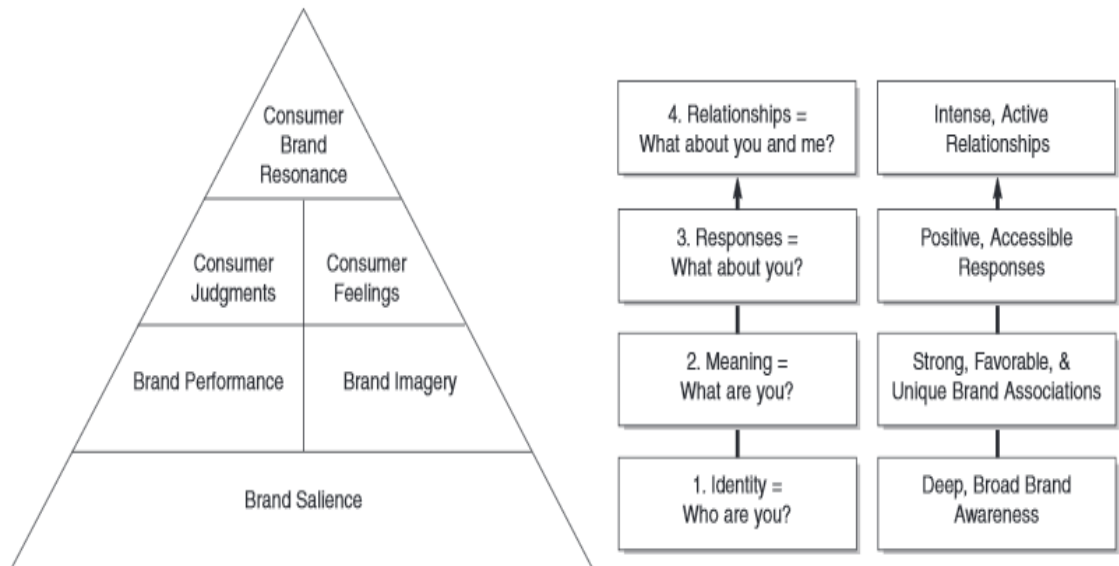 Consumer
Brand
Resonance
Consumer
Judgments
Consumer
Feelings
Brand Performance
Brand Imagery
Brand Salience
4. Relationships =
What about you and me?
3. Responses =
What about you?
2. Meaning =
What are you?
1. Identity =
Who are you?
Intense, Active
Relationships
Positive, Accessible
Responses
Strong, Favorable, &
Unique Brand Associations
Deep, Broad Brand
Awareness